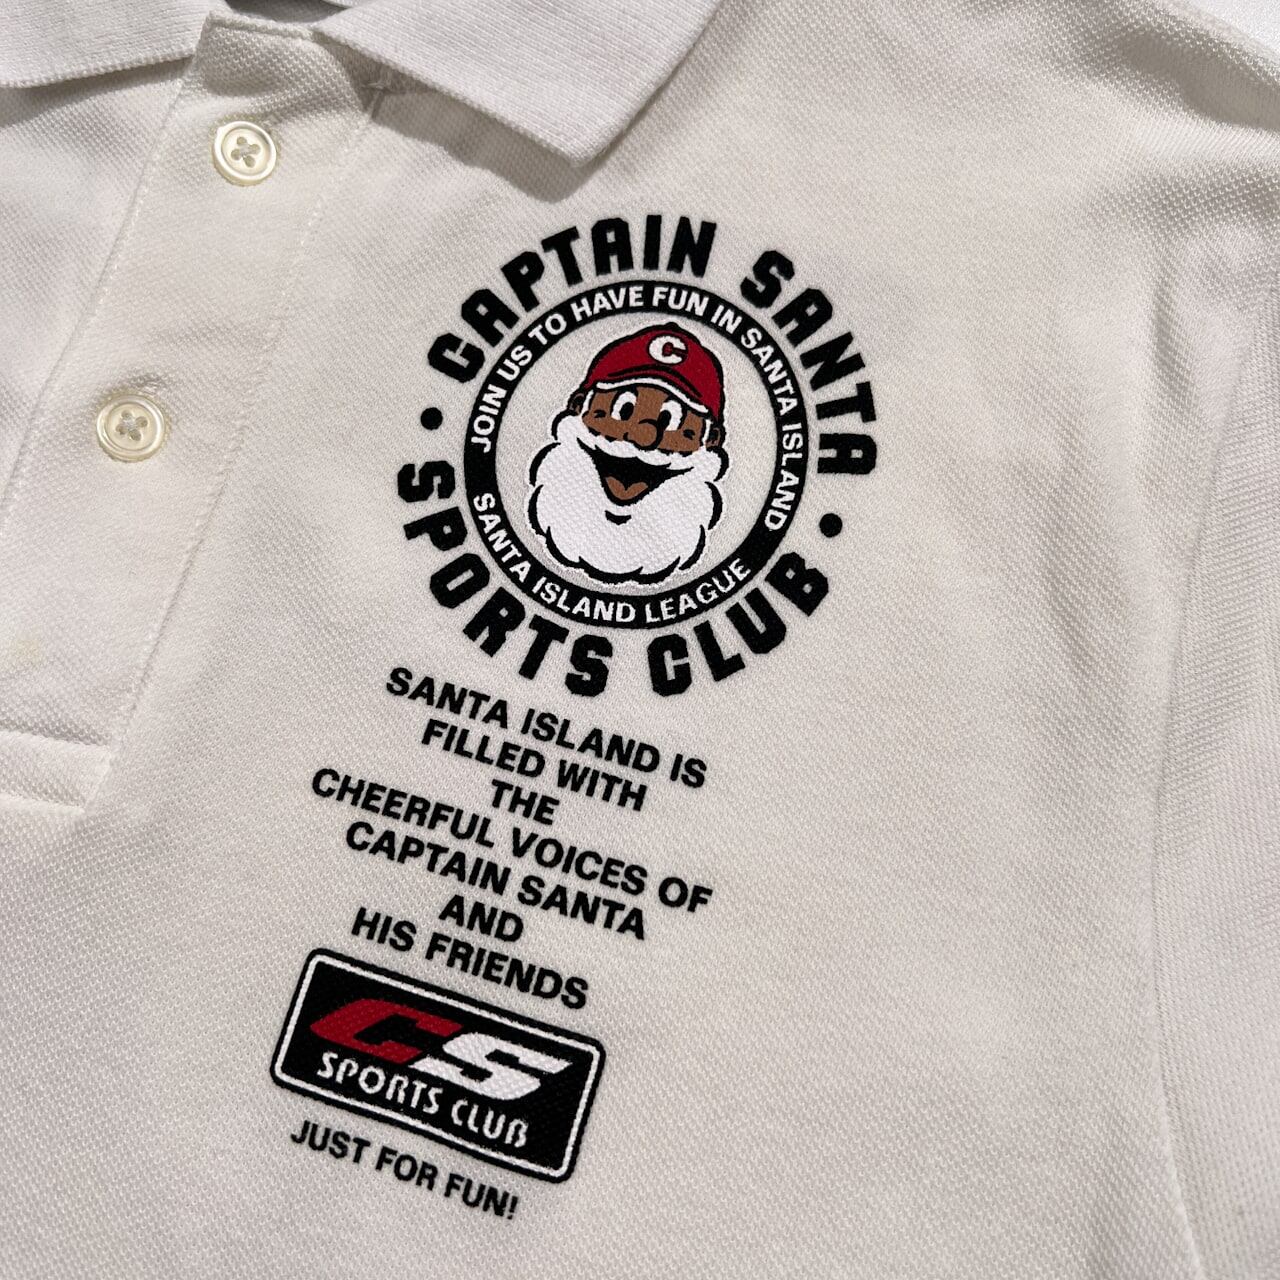 CAPTAIN SANTA
JOIN US TO HAVE FUN IN SANTA ISLAND
C
SANTA ISLAND LEAGUE
SPORTS CLUB
SANTA ISLAND IS
FILLED WITH
THE
CHEERFUL VOICES OF
CAPTAIN SANTA
AND
HIS FRIENDS
CS
SPORTS CLUB
JUST FOR FUN!